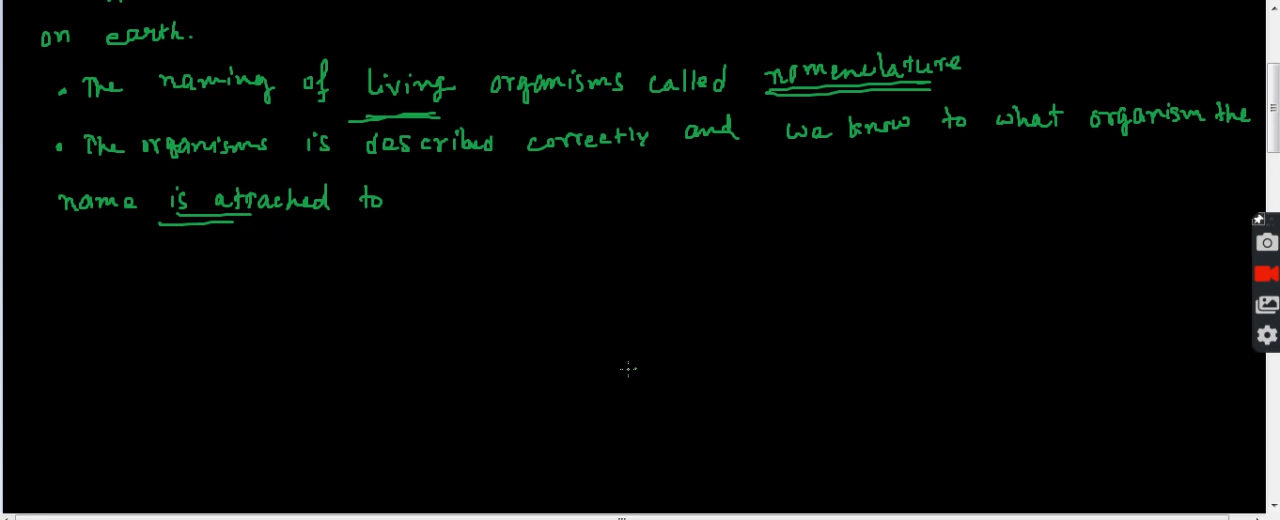 on earth.
• The naming of living organisms called nomenulature
• The organisms is described correctly and we know to what organism the
name is attached to